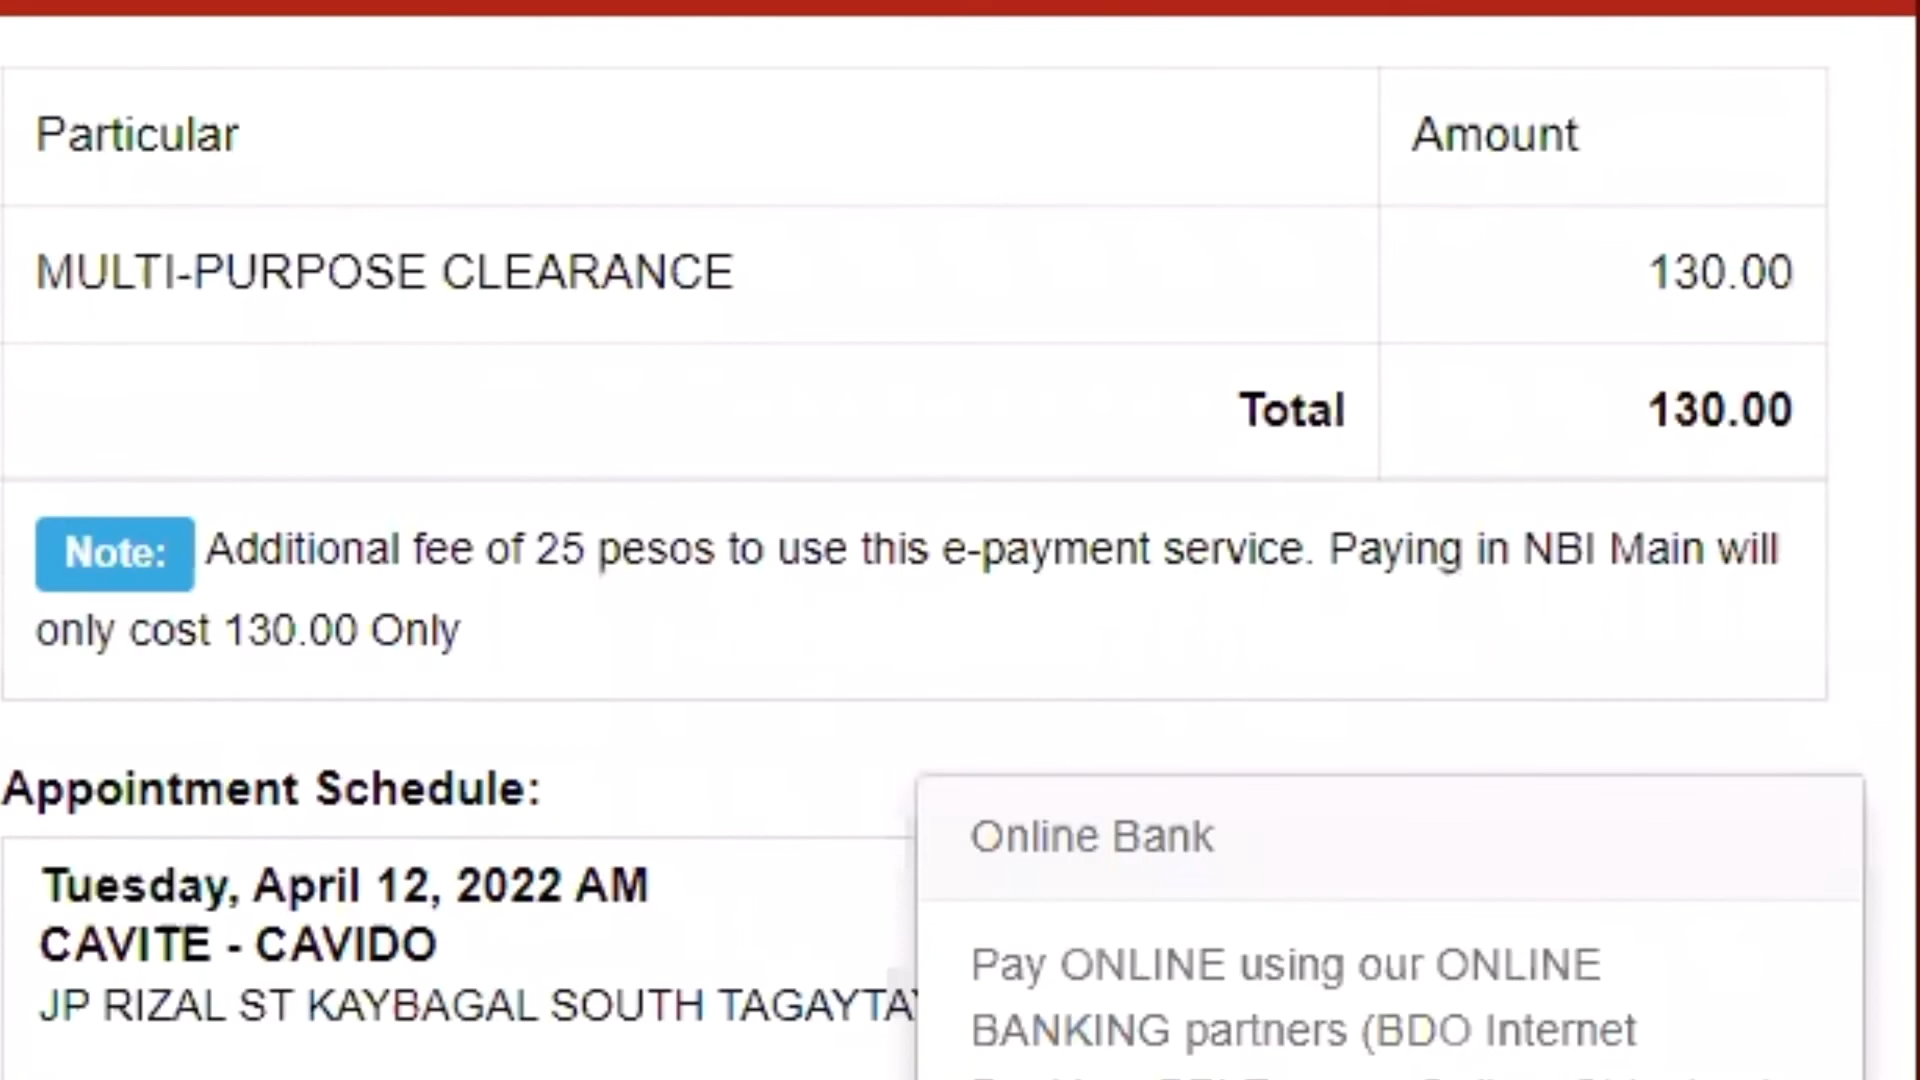 Particular Amount
MULTI-PURPOSE CLEARANCE 130.00
Total 130.00
Note: Additional fee of 25 pesos to use this e-payment service. Paying in NBI Main will
only cost 130.00 Only
Appointment Schedule:
Tuesday, April 12, 2022 AM
CAVITE - CAVIDO
JP RIZAL ST KAYBAGAL SOUTH
Online Bank
Pay ONLINE using our ONLINE
BANKING partners (BDO Internet